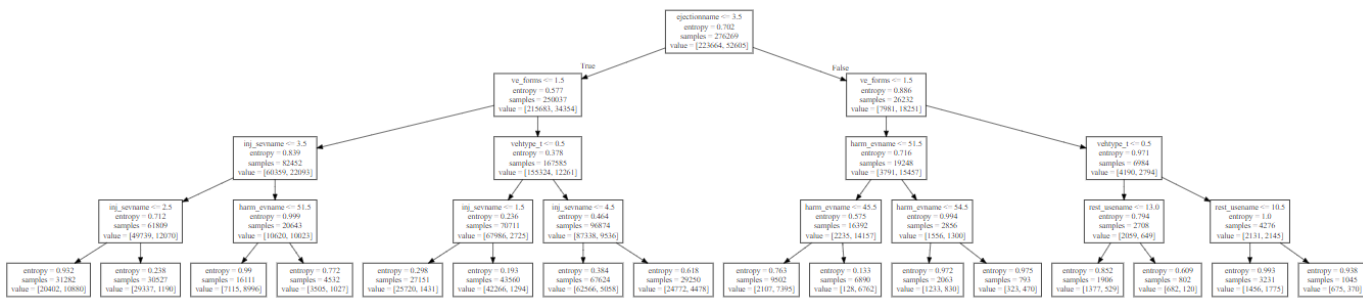 ejectionname <= 3.5
entropy = 0.702
samples = 276269
value = [223664, 52605]
True
False
ve_forms <= 1.5
entropy = 0.577
samples = 250037
value = [215683, 34354]
ve_forms <= 1.5
entropy = 0.886
samples = 26232
value = [7981, 18251]
inj_sevname <= 3.5
entropy = 0.839
samples = 82452
value = [60359, 22093]
vehtype_t <= 0.5
entropy = 0.378
samples = 167585
value = [155324, 12261]
harm_evname <= 51.5
entropy = 0.716
samples = 19248
value = [3791, 15457]
vehtype_t <= 0.5
entropy = 0.971
samples = 6984
value = [4190, 2794]
inj_sevname <= 2.5
entropy = 0.712
samples = 61809
value = [49739, 12070]
harm_evname <= 51.5
entropy = 0.999
samples = 20643
value = [10620, 10023]
inj_sevname <= 1.5
entropy = 0.236
samples = 70711
value = [67986, 2725]
inj_sevname <= 4.5
entropy = 0.464
samples = 96874
value = [87338, 9536]
harm_evname <= 45.5
entropy = 0.575
samples = 16392
value = [2235, 14157]
harm_evname <= 54.5
entropy = 0.994
samples = 2856
value = [1556, 1300]
rest_usename <= 13.0
entropy = 0.794
samples = 2708
value = [2059, 649]
rest_usename <= 10.5
entropy = 1.0
samples = 4276
value = [2131, 2145]
entropy = 0.932
samples = 31282
value = [20402, 10880]
entropy = 0.238
samples = 30527
value = [29337, 1190]
entropy = 0.99
samples = 16111
value = [7115, 8996]
entropy = 0.772
samples = 4532
value = [3505, 1027]
entropy = 0.298
samples = 27151
value = [25720, 1431]
entropy = 0.193
samples = 43560
value = [42266, 1294]
entropy = 0.384
samples = 67624
value = [62566, 5058]
entropy = 0.618
samples = 29250
value = [24772, 4478]
entropy = 0.763
samples = 9502
value = [2107, 7395]
entropy = 0.133
samples = 6890
value = [128, 6762]
entropy = 0.972
samples = 2063
value = [1233, 830]
entropy = 0.975
samples = 793
value = [323, 470]
entropy = 0.852
samples = 1906
value = [1377, 529]
entropy = 0.609
samples = 802
value = [682, 120]
entropy = 0.993
samples = 3231
value = [1456, 1775]
entropy = 0.938
samples = 1045
value = [675, 370]